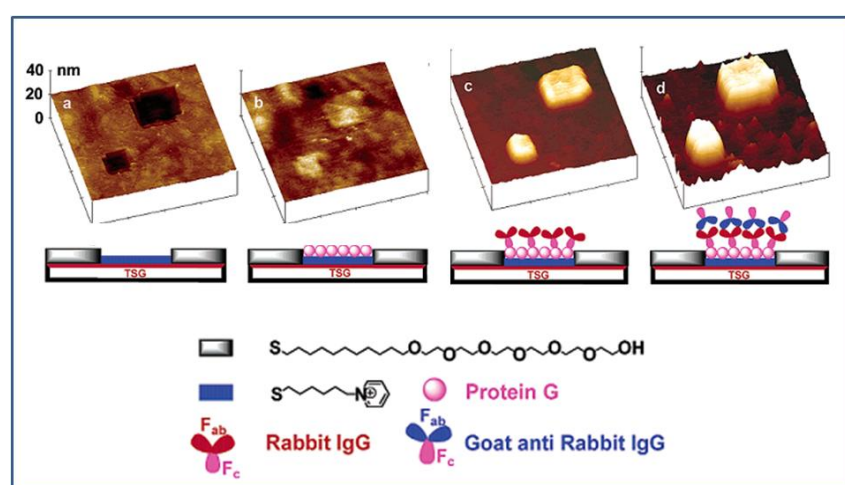 40 nm
20
0
a
b
c
d
TSG
TSG
TSG
TSG
S O O O O O O OH
S N + Protein G
Fab Fab
Rabbit IgG Goat anti Rabbit IgG
Fc Fc